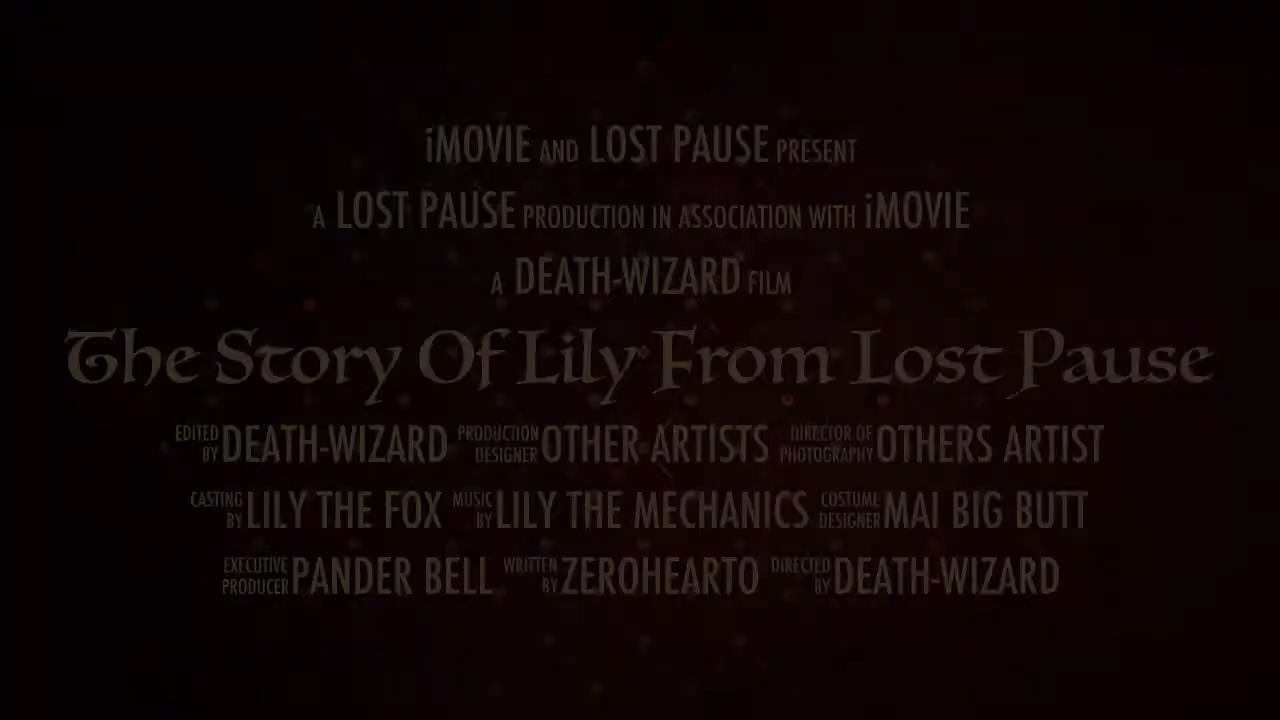 iMOVIE AND LOST PAUSE PRESENT
A LOST PAUSE PRODUCTION IN ASSOCIATION WITH iMOVIE
A DEATH-WIZARD FILM
The Story Of Lily From Lost Pause
EDITED BY DEATH-WIZARD PRODUCTION DESIGNER OTHER ARTISTS DIRECTOR OF PHOTOGRAPHY OTHERS ARTIST
CASTING BY LILY THE FOX MUSIC BY LILY THE MECHANICS COSTUME DESIGNER MAI BIG BUTT
EXECUTIVE PRODUCER PANDER BELL WRITTEN BY ZEROHEARTO DIRECTED BY DEATH-WIZARD